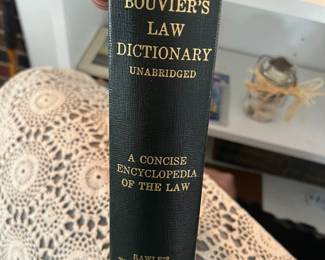 BOUVIER'S
LAW
DICTIONARY
UNABRIDGED
A CONCISE
ENCYCLOPEDIA
OF THE LAW
RAWLE'S